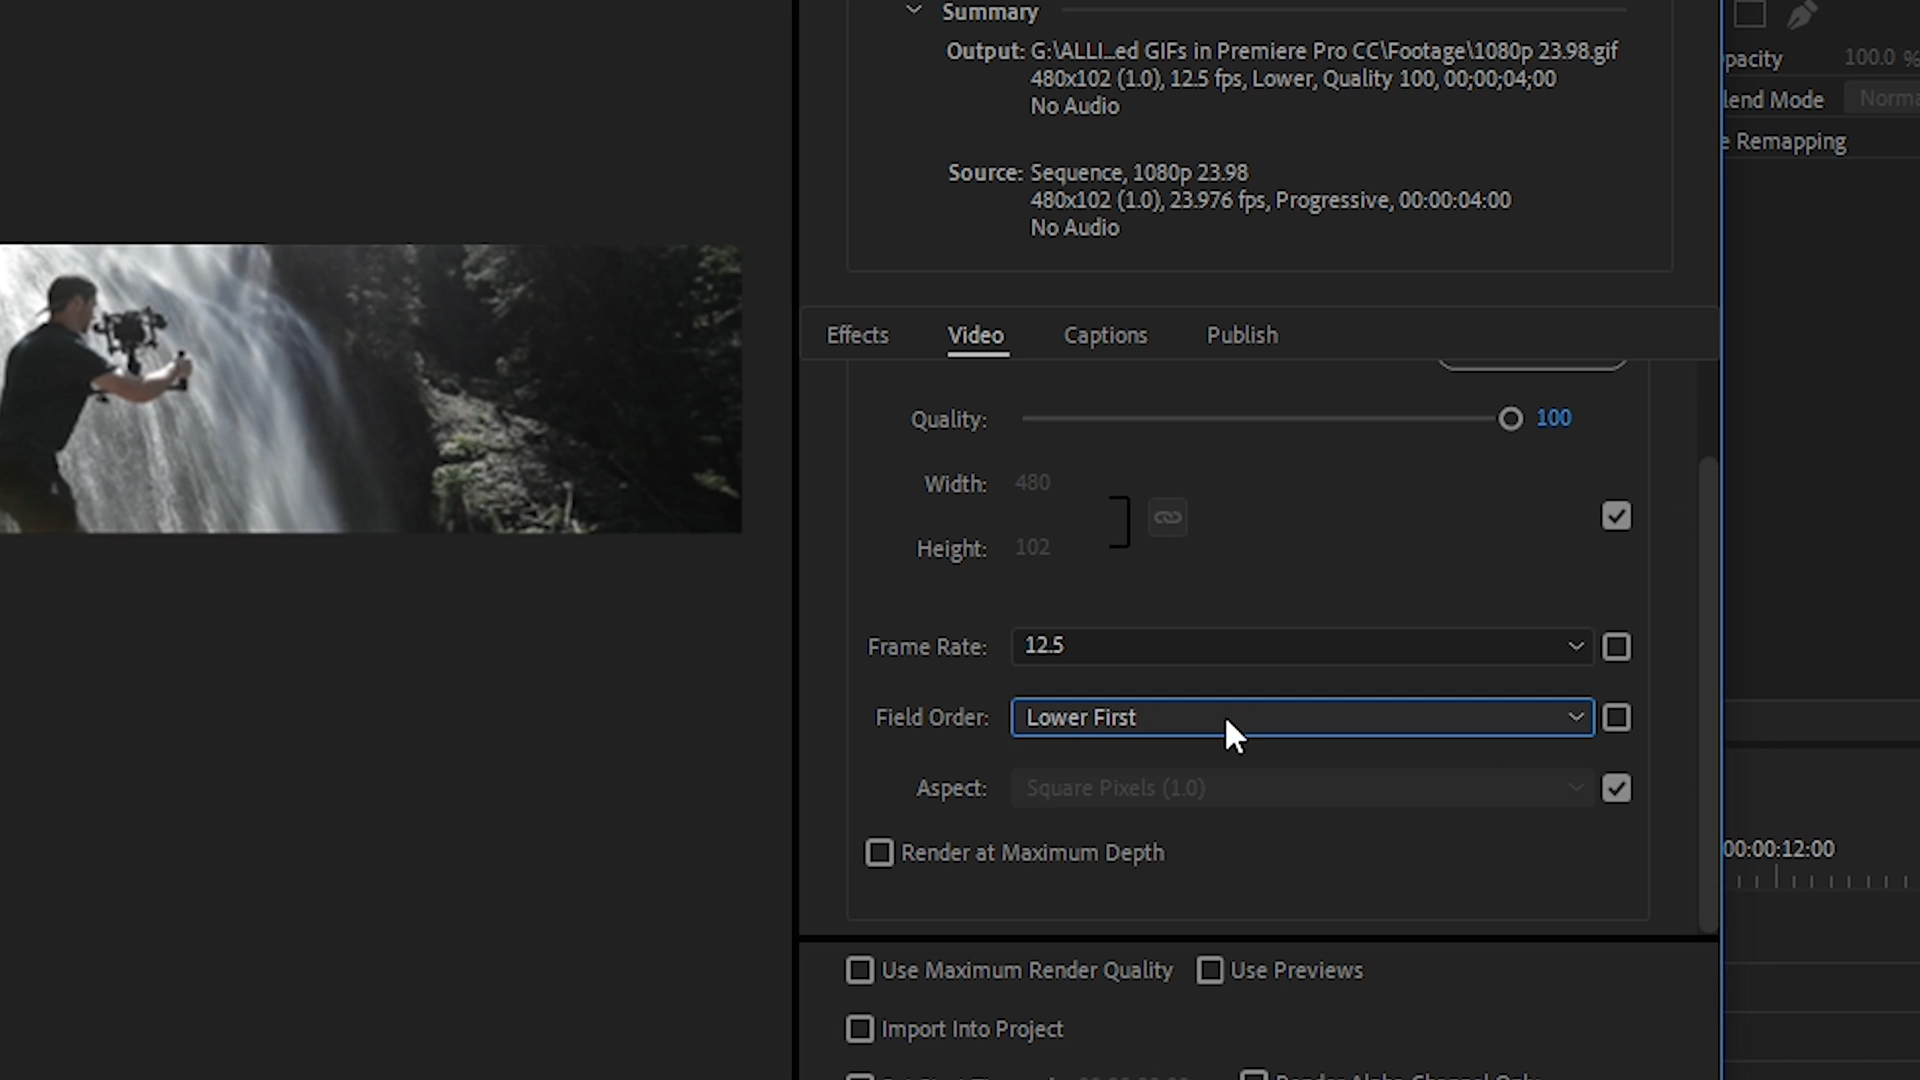 Summary
Output: G:\ALLI...ed GIFs in Premiere Pro CC\Footage\1080p 23.98.gif
480x102 (1.0), 12.5 fps, Lower, Quality 100, 00;00;04;00
No Audio
Source: Sequence, 1080p 23.98
480x102 (1.0), 23.976 fps, Progressive, 00:00:04:00
No Audio
Effects Video Captions Publish
Quality: 100
Width: 480
Height: 102
Frame Rate: 12.5
Field Order: Lower First
Aspect: Square Pixels (1.0)
Render at Maximum Depth
Use Maximum Render Quality Use Previews
Import Into Project
Render Alpha Channel Only
pacity 100.0 %
lend Mode Norma
e Remapping
00:00:12:00